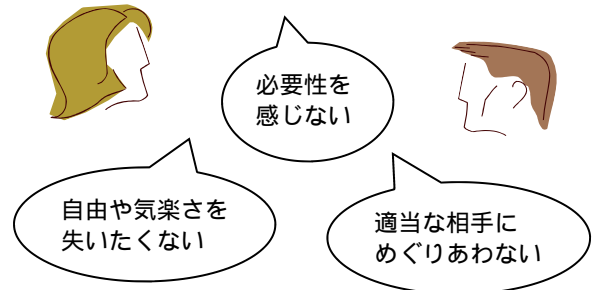 必要性を
感じない
自由や気楽さを
失いたくない
適当な相手に
めぐりあわない